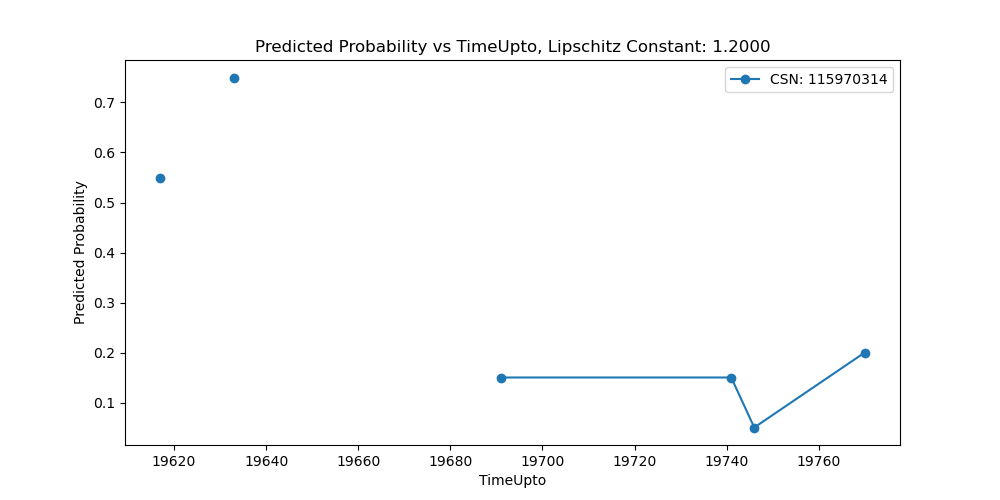 Predicted Probability vs TimeUpto, Lipschitz Constant: 1.2000
CSN: 115970314
Predicted Probability
0.7
0.6
0.5
0.4
0.3
0.2
0.1
19620 19640 19660 19680 19700 19720 19740 19760
TimeUpto